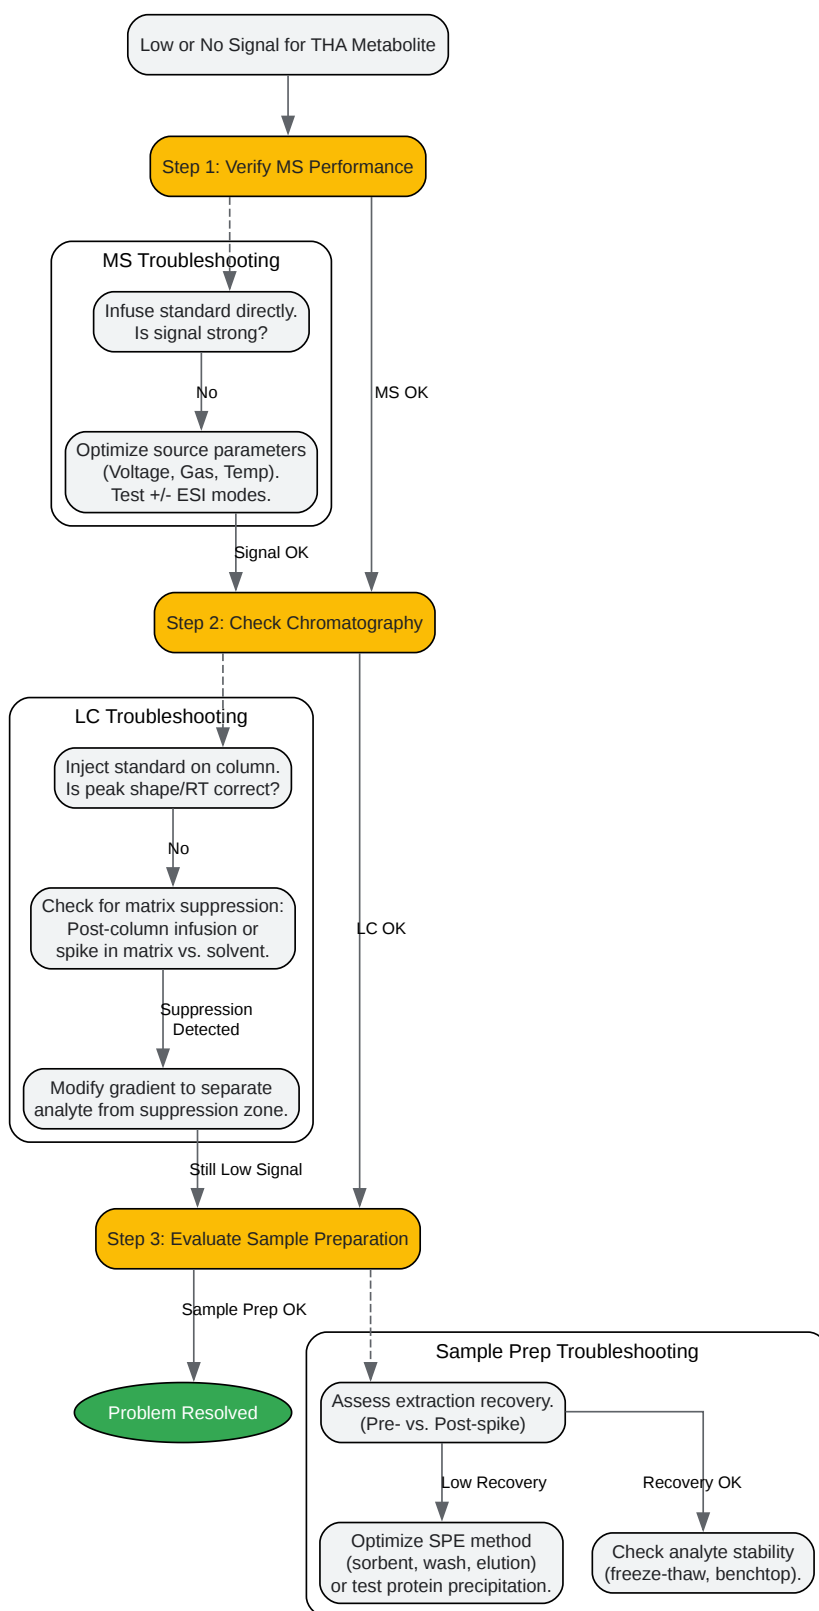 Low or No Signal for THA Metabolite
Step 1: Verify MS Performance
MS Troubleshooting
Infuse standard directly.
Is signal strong?
No
MS OK
Optimize source parameters
(Voltage, Gas, Temp).
Test +/- ESI modes.
Signal OK
Step 2: Check Chromatography
LC Troubleshooting
Inject standard on column.
Is peak shape/RT correct?
No
Check for matrix suppression:
Post-column infusion or
spike in matrix vs. solvent.
LC OK
Suppression
Detected
Modify gradient to separate
analyte from suppression zone.
Still Low Signal
Step 3: Evaluate Sample Preparation
Sample Prep OK
Sample Prep Troubleshooting
Problem Resolved
Assess extraction recovery.
(Pre- vs. Post-spike)
Low Recovery
Recovery OK
Optimize SPE method
(sorbent, wash, elution)
or test protein precipitation.
Check analyte stability
(freeze-thaw, benchtop).